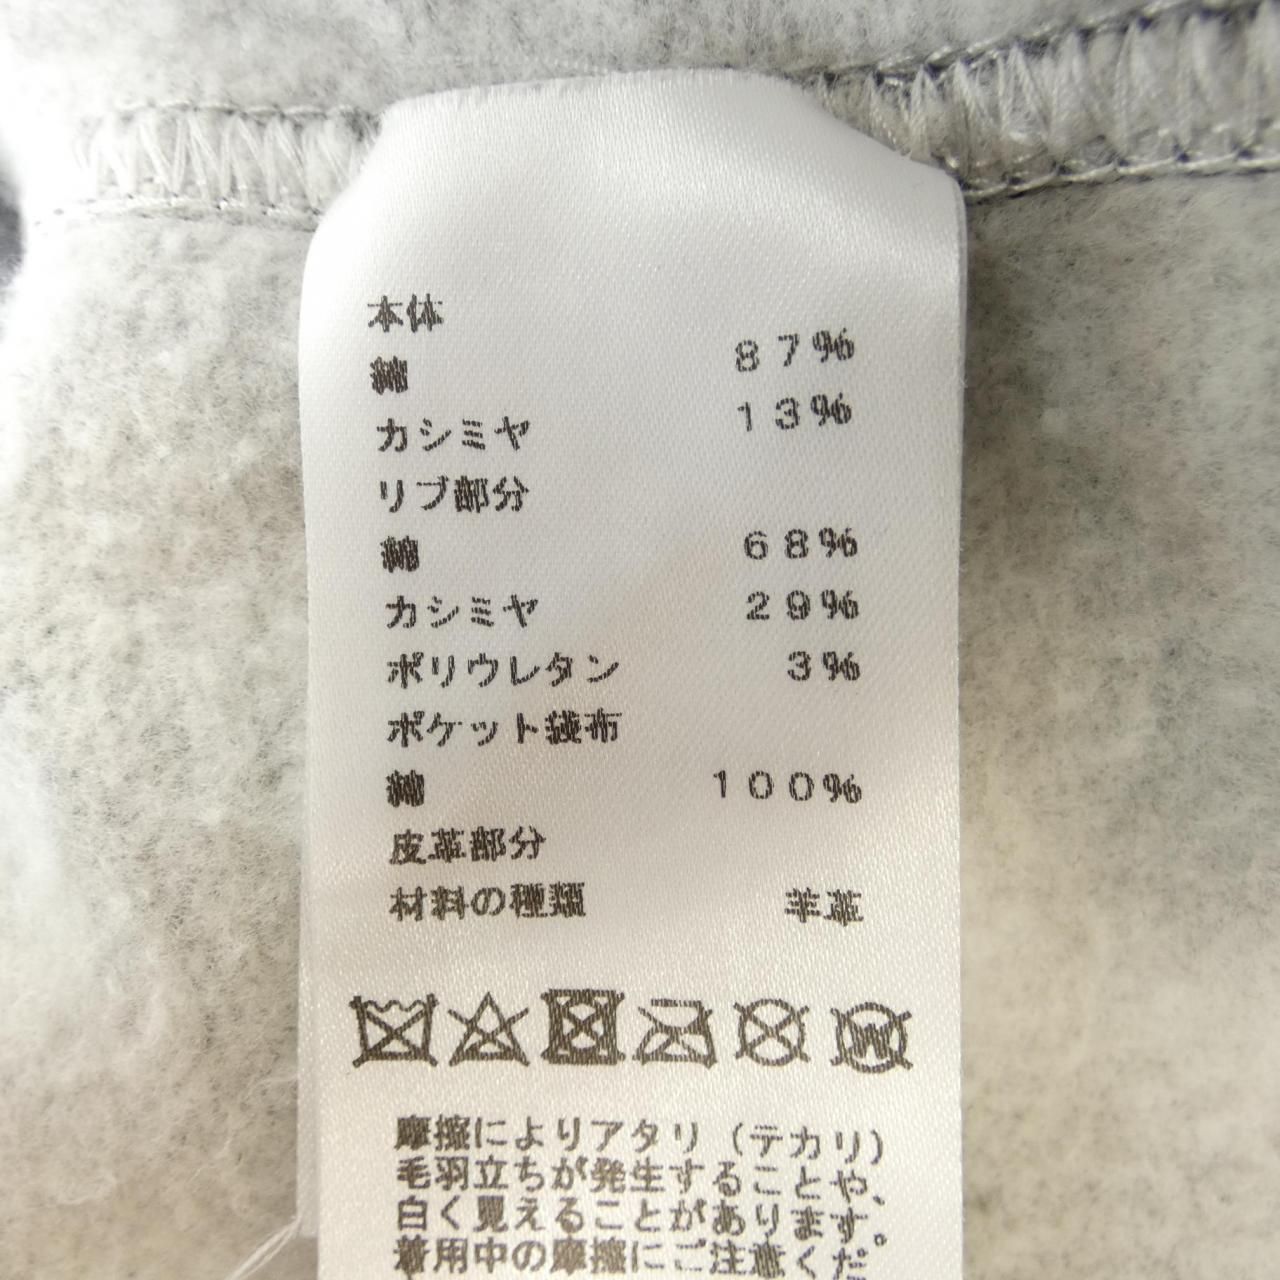 本体
綿 87%
カシミヤ 13%
リブ部分
綿 68%
カシミヤ 29%
ポリウレタン 3%
ポケット袋布
綿 100%
皮革部分
材料の種類 羊革
W
摩擦によりアタリ(テカリ)
毛羽立ちが発生することや、
白く見えることがあります。
着用中の摩擦にご注意くだ